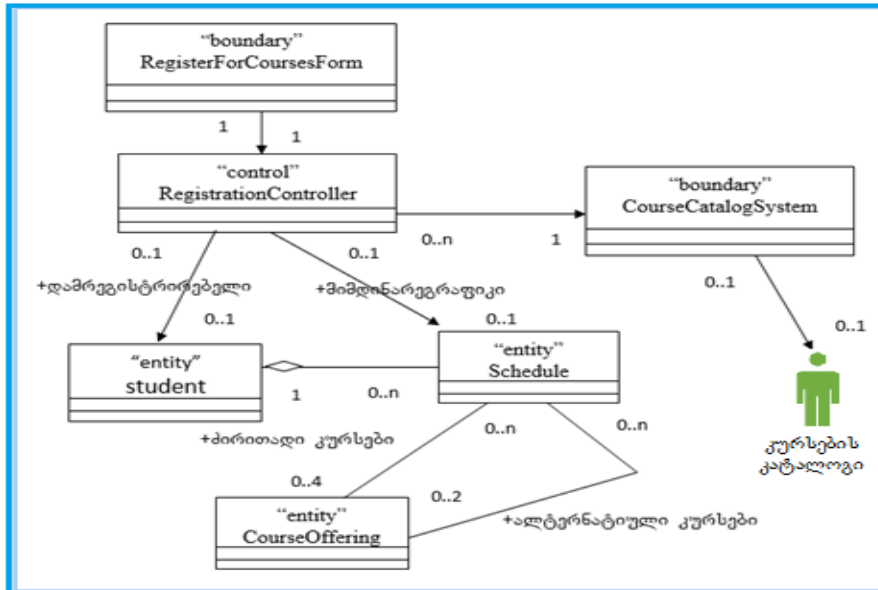 “boundary”
RegisterForCoursesForm
1
1
“control”
RegistrationController
“boundary”
CourseCatalogSystem
0..n
1
0..1
0..1
0..1
+დამრეგისტრირებელი
+მიმდინარეგრაფიკი
0..1
0..1
0..1
“entity”
student
“entity”
Schedule
1
0..n
+ძირითადი კურსები
0..n
0..n
კურსების
კატალოგი
0..4
0..2
“entity”
CourseOffering
+ალტერნატიული კურსები